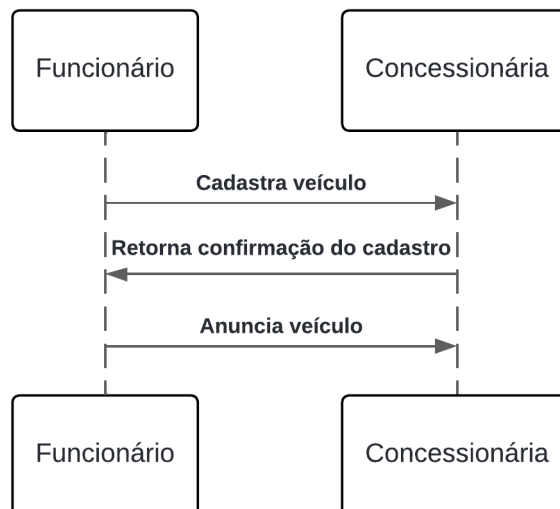 Funcionário
Concessionária
Cadastra veículo
Retorna confirmação do cadastro
Anuncia veículo
Funcionário
Concessionária